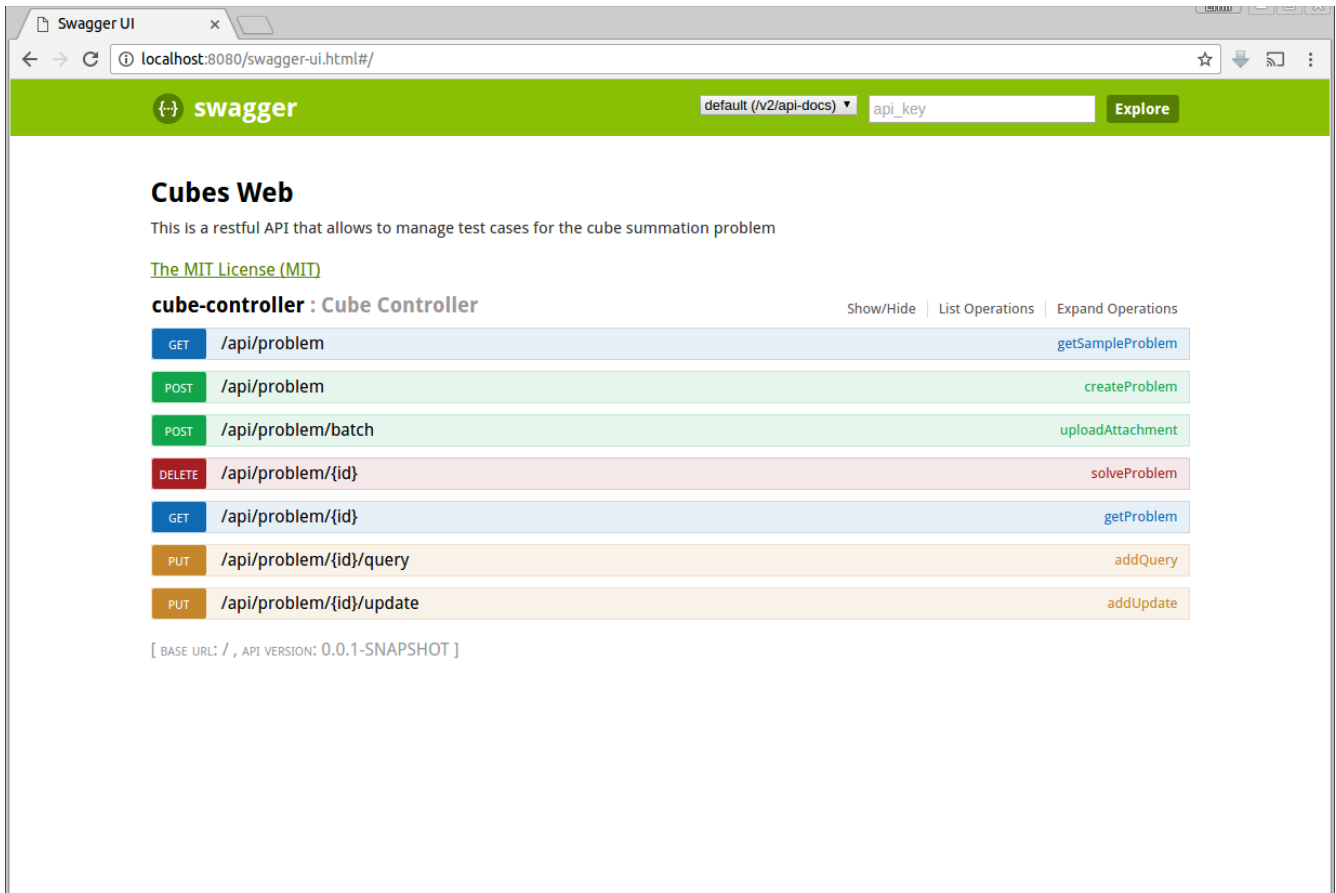 Swagger UI
localhost:8080/swagger-ui.html#/
swagger default (/v2/api-docs) api_key Explore
Cubes Web
This is a restful API that allows to manage test cases for the cube summation problem
The MIT License (MIT)
cube-controller : Cube Controller Show/Hide List Operations Expand Operations
GET /api/problem getSampleProblem
POST /api/problem createProblem
POST /api/problem/batch uploadAttachment
DELETE /api/problem/{id} solveProblem
GET /api/problem/{id} getProblem
PUT /api/problem/{id}/query addQuery
PUT /api/problem/{id}/update addUpdate
[ BASE URL: / , API VERSION: 0.0.1-SNAPSHOT ]